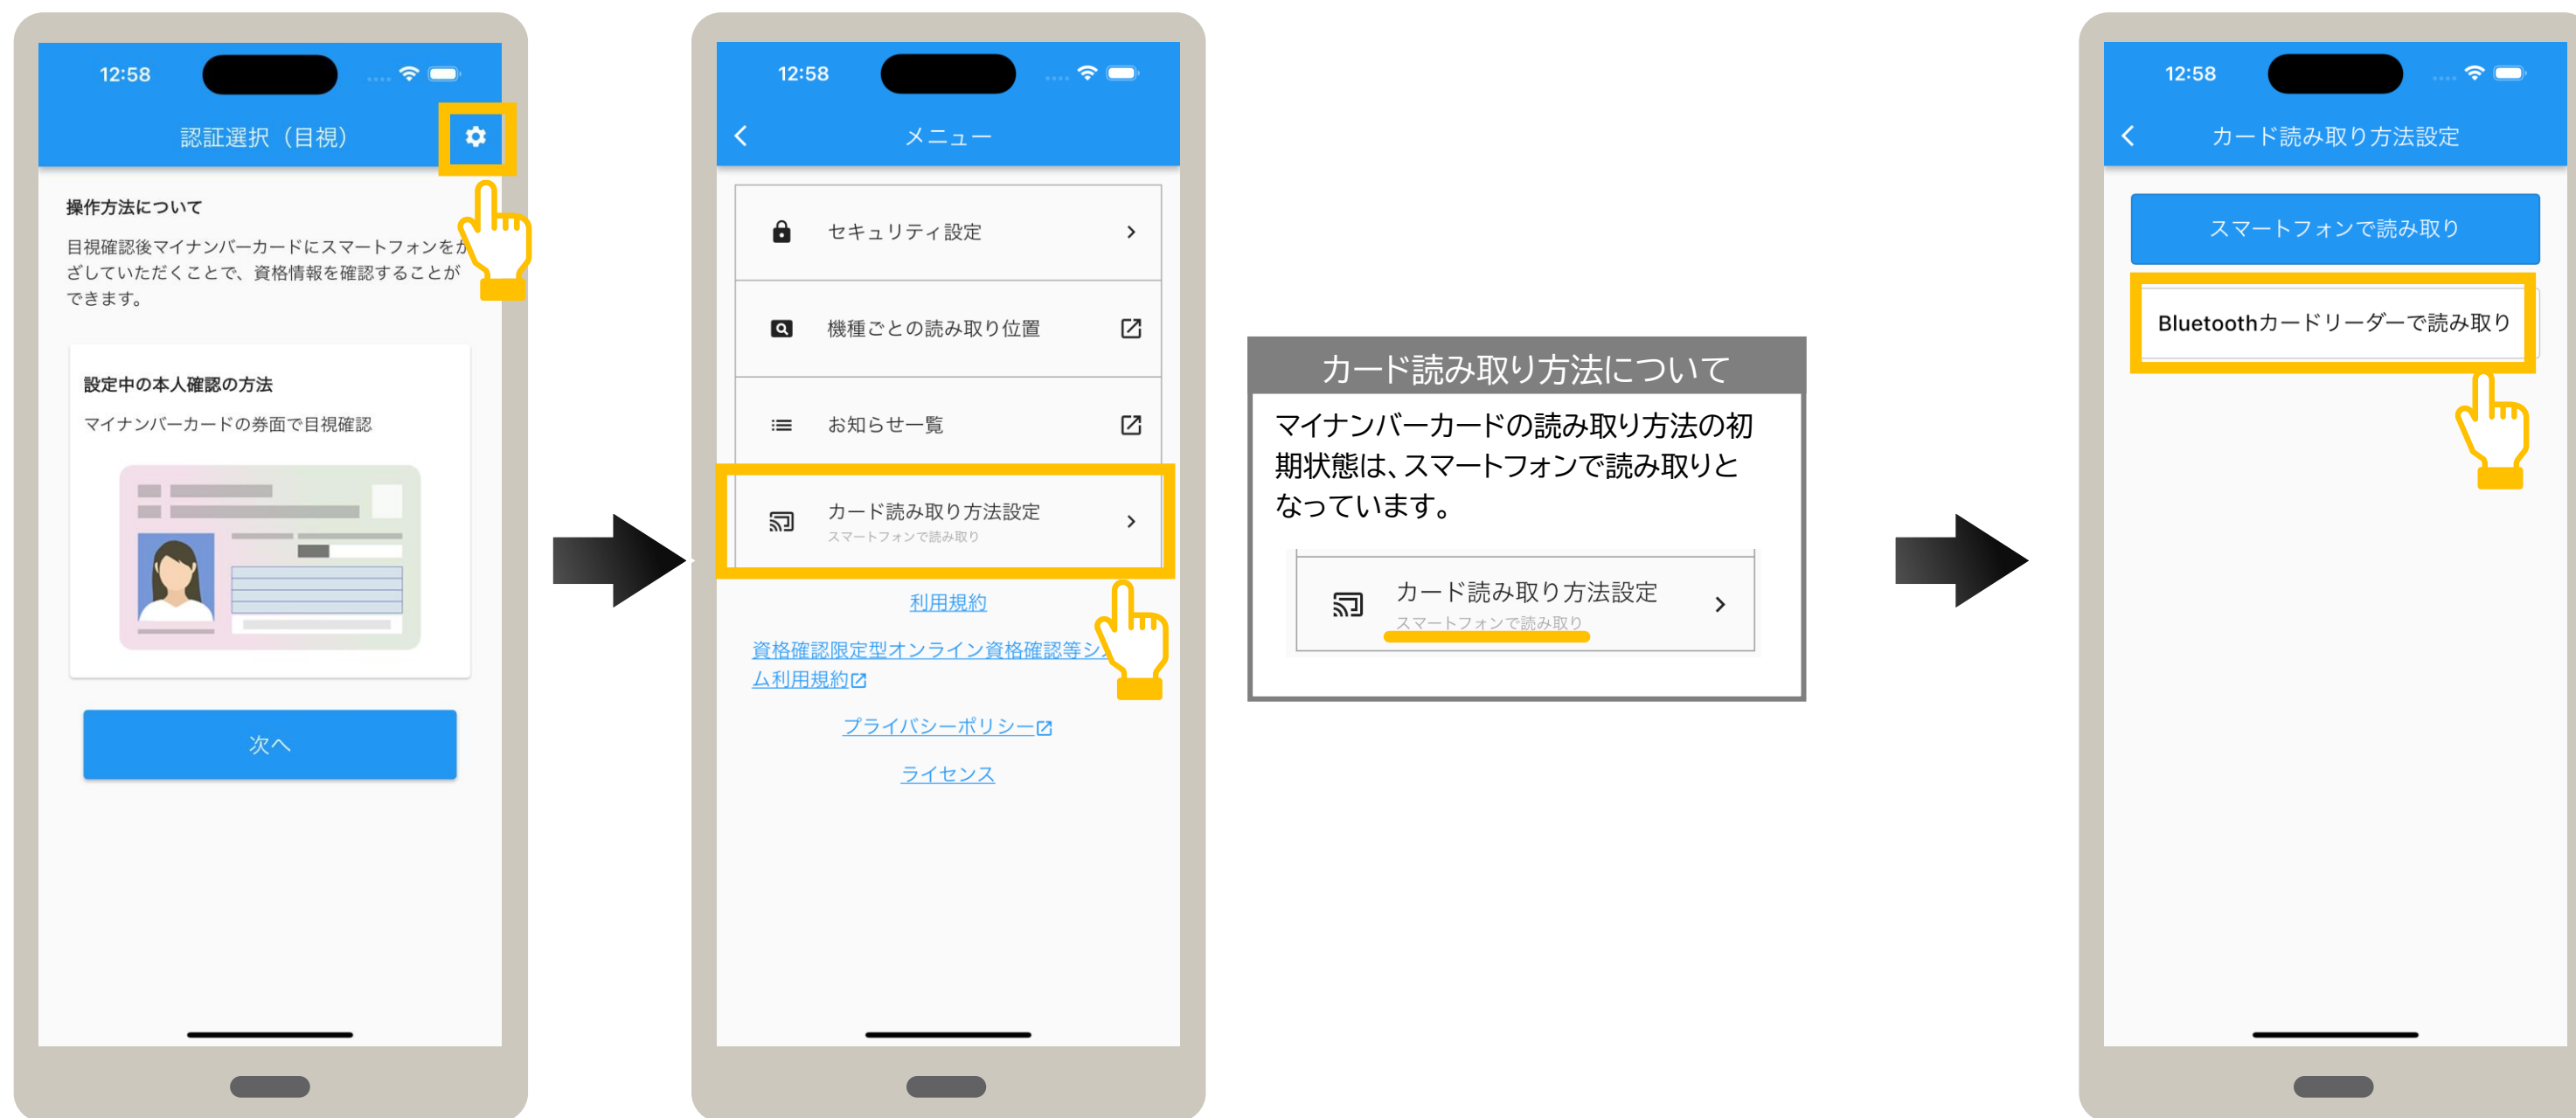 12:58
認証選択（目視）
操作方法について
目視確認後マイナンバーカードにスマートフォンをか
ざしていただくことで、資格情報を確認することが
できます。
設定中の本人確認の方法
マイナンバーカードの券面で目視確認
次へ
12:58
メニュー
セキュリティ設定
機種ごとの読み取り位置
お知らせ一覧
カード読み取り方法設定
スマートフォンで読み取り
利用規約
資格確認限定型オンライン資格確認等シ
ム利用規約
プライバシーポリシー
ライセンス
カード読み取り方法について
マイナンバーカードの読み取り方法の初
期状態は、スマートフォンで読み取りと
なっています。
カード読み取り方法設定
スマートフォンで読み取り
12:58
カード読み取り方法設定
スマートフォンで読み取り
Bluetoothカードリーダーで読み取り